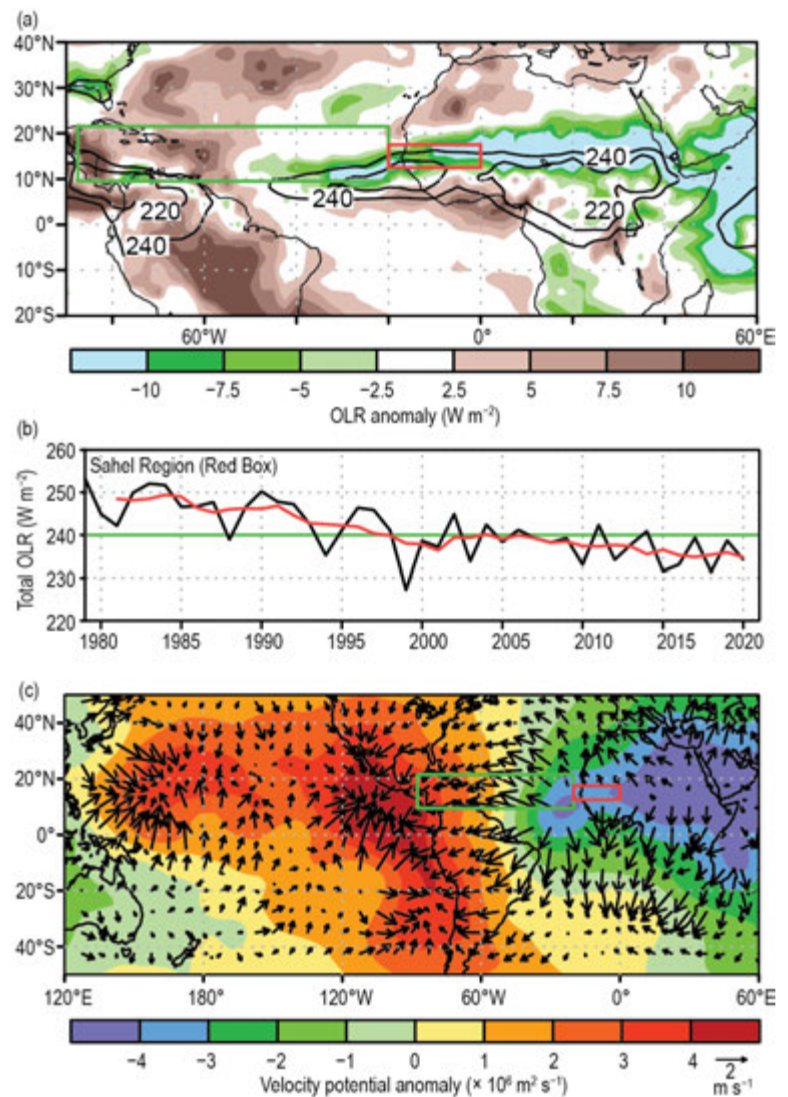 (a)
40°N
30°N
20°N
10°N
0°
10°S
20°S
240
220
240
240
220
60°W 0° 60°E
−10 −7.5 −5 −2.5 2.5 5 7.5 10
OLR anomaly (W m⁻²)
(b)
260
250
240
230
220
Total OLR (W m⁻²)
Sahel Region (Red Box)
1980 1985 1990 1995 2000 2005 2010 2015 2020
(c)
40°N
20°N
0°
20°S
40°S
120°E 180° 120°W 60°W 0° 60°E
−4 −3 −2 −1 0 1 2 3 4
2
m s⁻¹
Velocity potential anomaly (× 10⁶ m² s⁻¹)